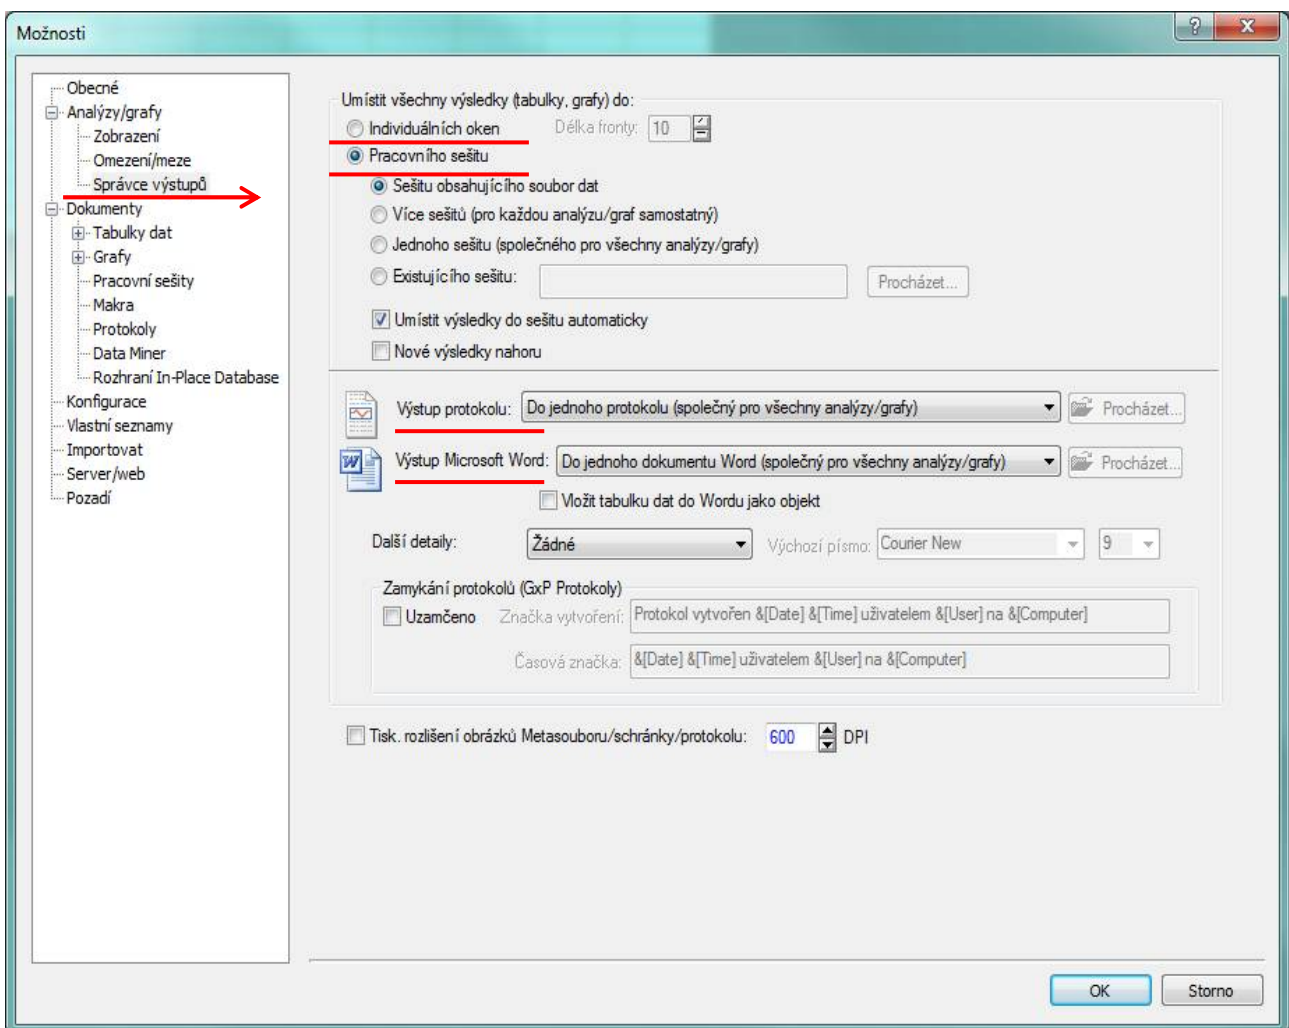 Možnosti
Obecné
Analýzy/grafy
Zobrazení
Omezení/meze
Správce výstupů
Dokumenty
Tabulky dat
Grafy
Pracovní sešity
Makra
Protokoly
Data Miner
Rozhraní In-Place Database
Konfigurace
Vlastní seznamy
Importovat
Server/web
Pozadí
Umístit všechny výsledky (tabulky, grafy) do:
Individuálních oken Délka fronty: 10
Pracovního sešitu
Sešitu obsahujícího soubor dat
Více sešitů (pro každou analýzu/graf samostatný)
Jednoho sešitu (společného pro všechny analýzy/grafy)
Existujícího sešitu: Procházet...
Umístit výsledky do sešitu automaticky
Nové výsledky nahoru
Výstup protokolu: Do jednoho protokolu (společný pro všechny analýzy/grafy) Procházet...
Výstup Microsoft Word: Do jednoho dokumentu Word (společný pro všechny analýzy/grafy) Procházet...
Vložit tabulku dat do Wordu jako objekt
Další detaily: Žádné Výchozí písmo: Courier New 9
Zamykání protokolů (GxP Protokoly)
Uzamčeno Značka vytvoření: Protokol vytvořen &[Date] &[Time] uživatelem &[User] na &[Computer]
Časová značka: &[Date] &[Time] uživatelem &[User] na &[Computer]
Tisk. rozlišení obrázků Metasouboru/schránky/protokolu: 600 DPI
OK Storno